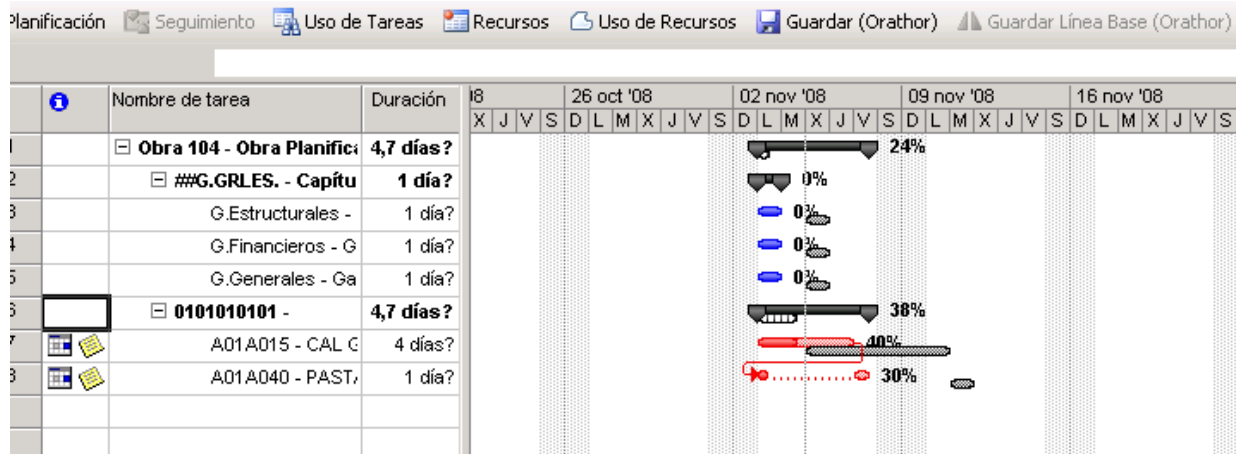 Planificación Seguimiento Uso de Tareas Recursos Uso de Recursos Guardar (Orathor) Guardar Línea Base (Orathor)
Nombre de tarea Duración 26 oct '08 02 nov '08 09 nov '08 16 nov '08
X J V S D L M X J V S D L M X J V S D L M X J V S D L M X J V S
Obra 104 - Obra Planifica 4,7 días? 24%
##G.GRLES. - Capítu 1 día? 0%
G.Estructurales - 1 día? 0%
G.Financieros - G 1 día? 0%
G.Generales - Ga 1 día? 0%
0101010101 - 4,7 días? 38%
A01A015 - CAL G 4 días? 40%
A01A040 - PASTA 1 día? 30%